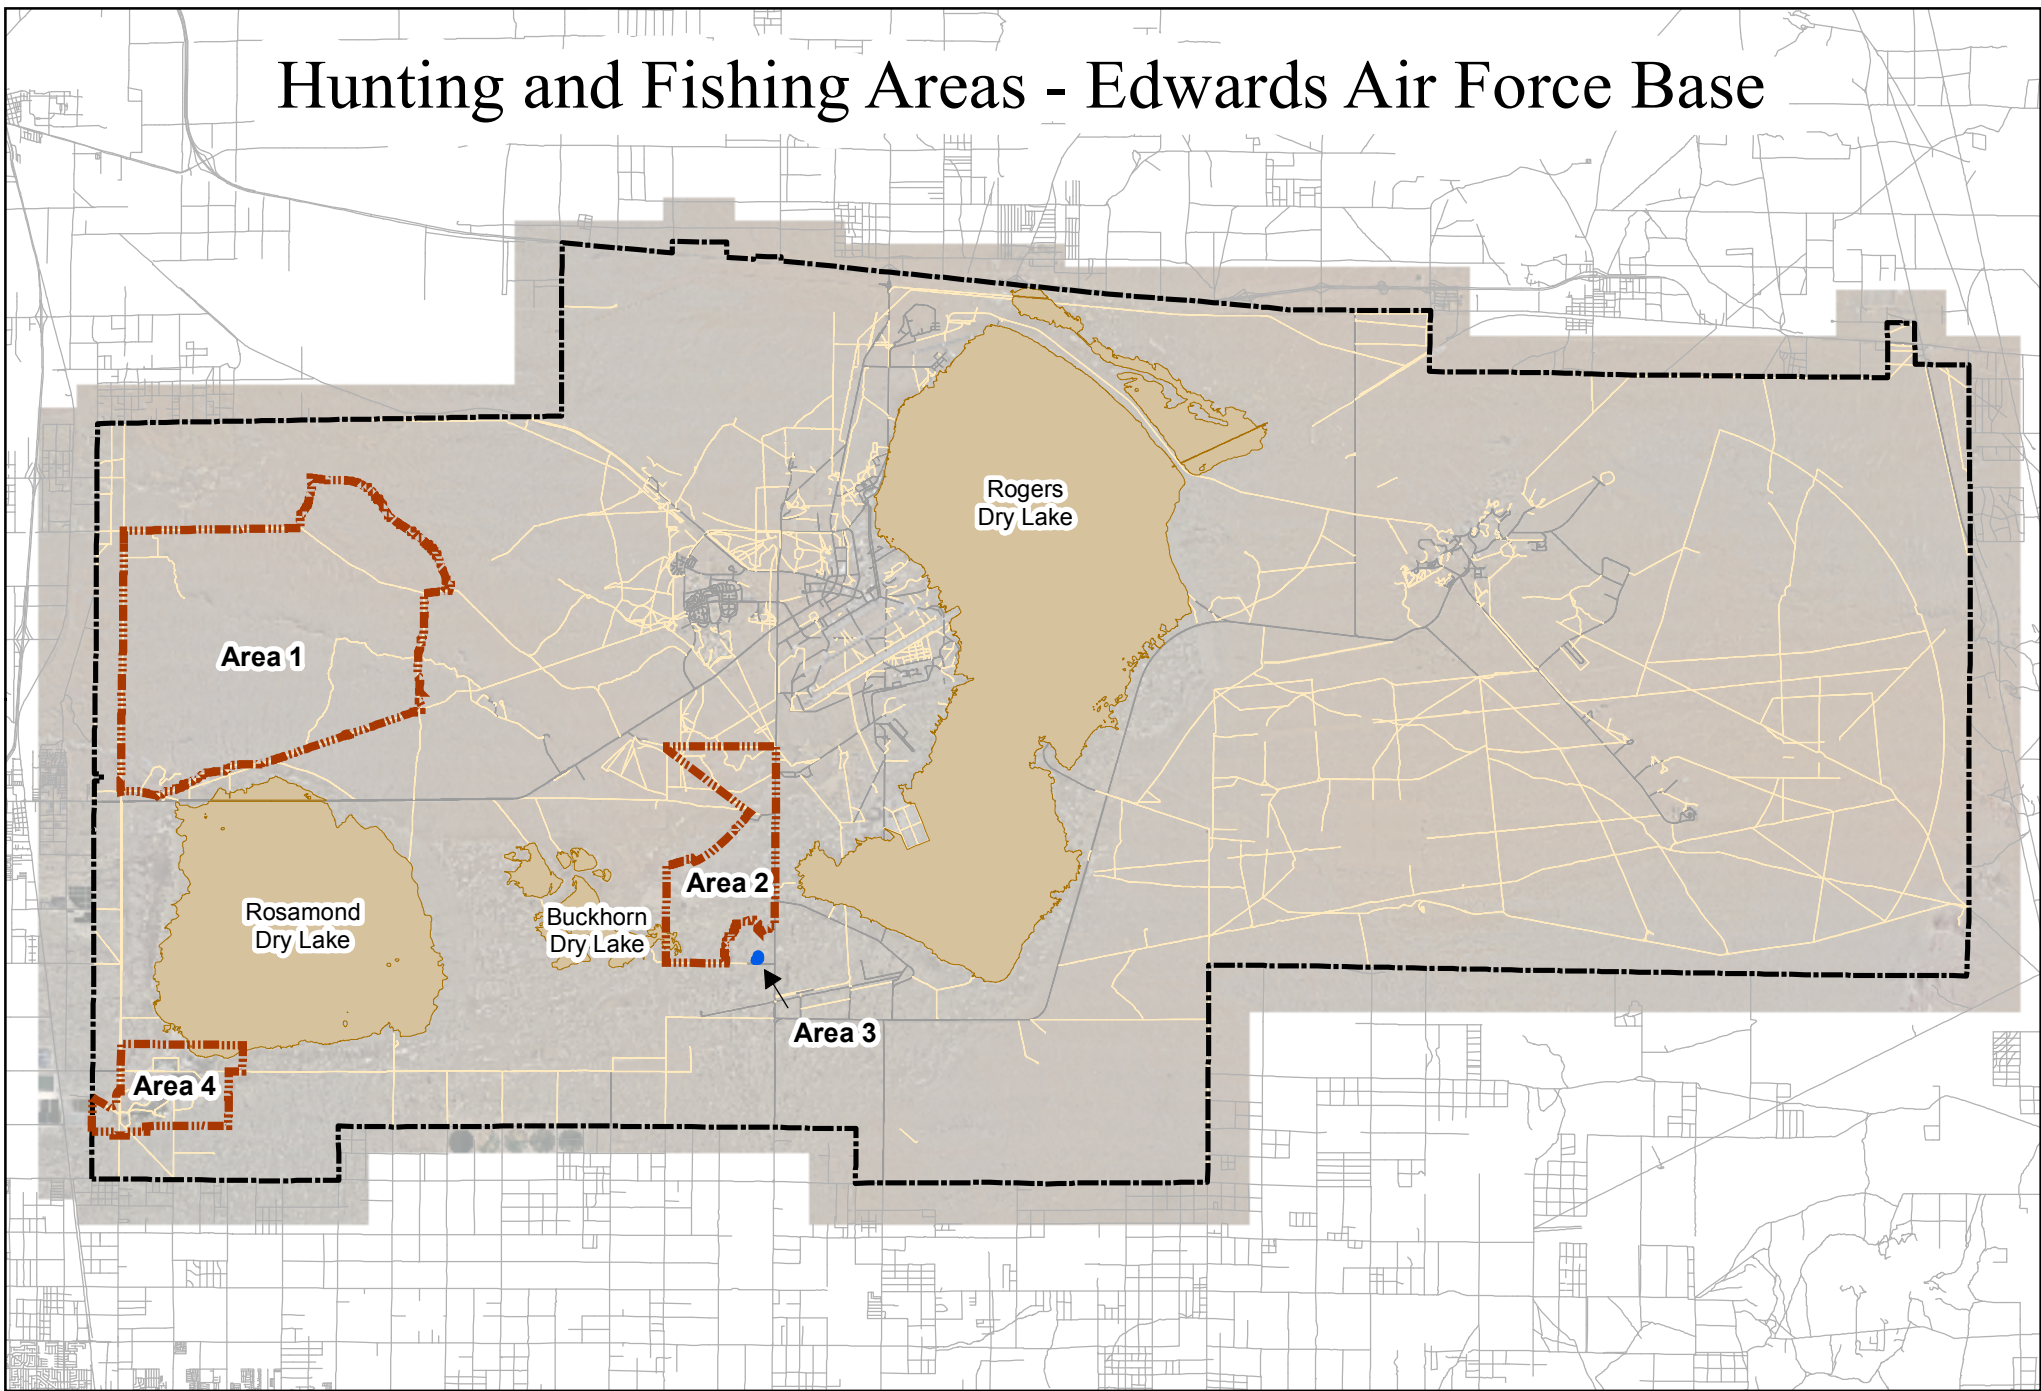 Hunting and Fishing Areas - Edwards Air Force Base
Rogers
Dry Lake
Area 1
Area 2
Rosamond
Dry Lake
Buckhorn
Dry Lake
Area 3
Area 4